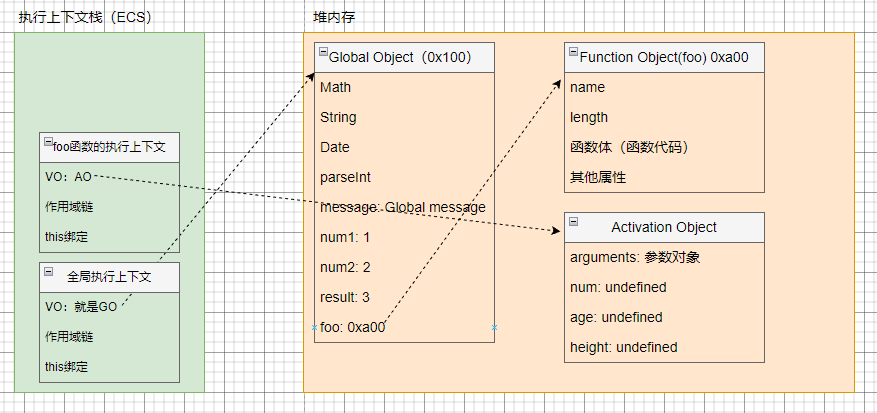 执行上下文栈（ECS）
foo函数的执行上下文
VO：AO
作用域链
this绑定
全局执行上下文
VO：就是GO
作用域链
this绑定
堆内存
Global Object（0x100）
Math
String
Date
parseInt
message: Global message
num1: 1
num2: 2
result: 3
foo: 0xa00
Function Object(foo) 0xa00
name
length
函数体（函数代码）
其他属性
Activation Object
arguments: 参数对象
num: undefined
age: undefined
height: undefined